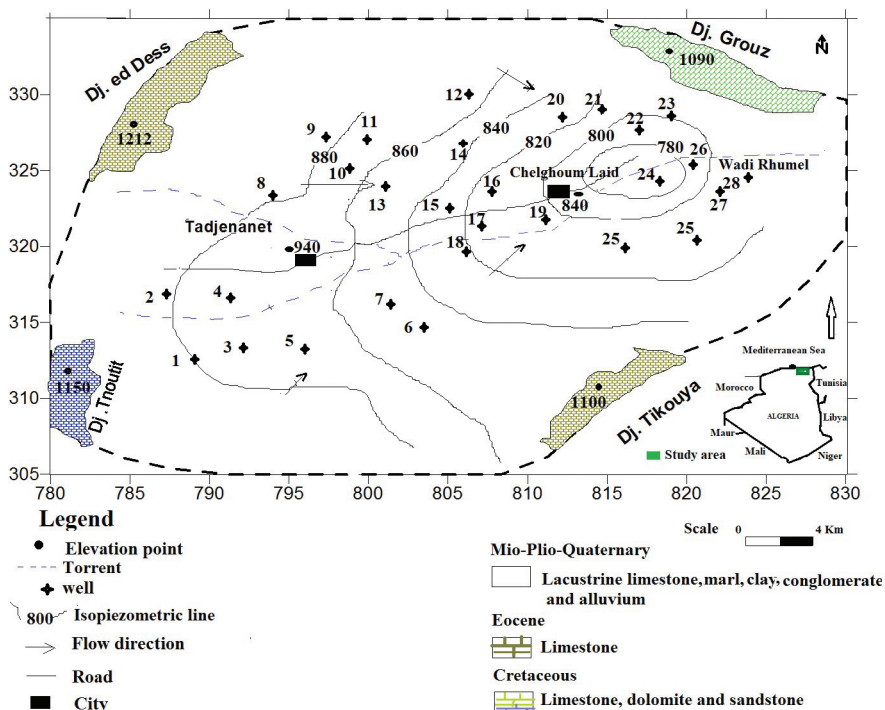 Dj. ed Dess
1212
Dj. Grouz
1090
N
330
325
320
315
310
305
780
785
790
795
800
805
810
815
820
825
830
12
840
20
21
22
23
9
11
880
10
860
14
820
800
780
26
8
13
16
Chelghoum Laid
24
Wadi
Rhumel
28
27
15
17
19
840
Tadjenanet
940
18
25
25
2
4
7
6
1
3
5
1150
Dj .Tnoutit
1100
Dj. Tikouya
Mediterranean Sea
Morocco
Tunisia
ALGERIA
Libya
Maur
Mali
Niger
Study area
Legend
Elevation point
Torrent
well
800 Isopiezometric line
Flow direction
Road
City
Scale 0 4 Km
Mio-Plio-Quaternary
Lacustrine limestone, marl, clay, conglomerate
and alluvium
Eocene
Limestone
Cretaceous
Limestone, dolomite and sandstone